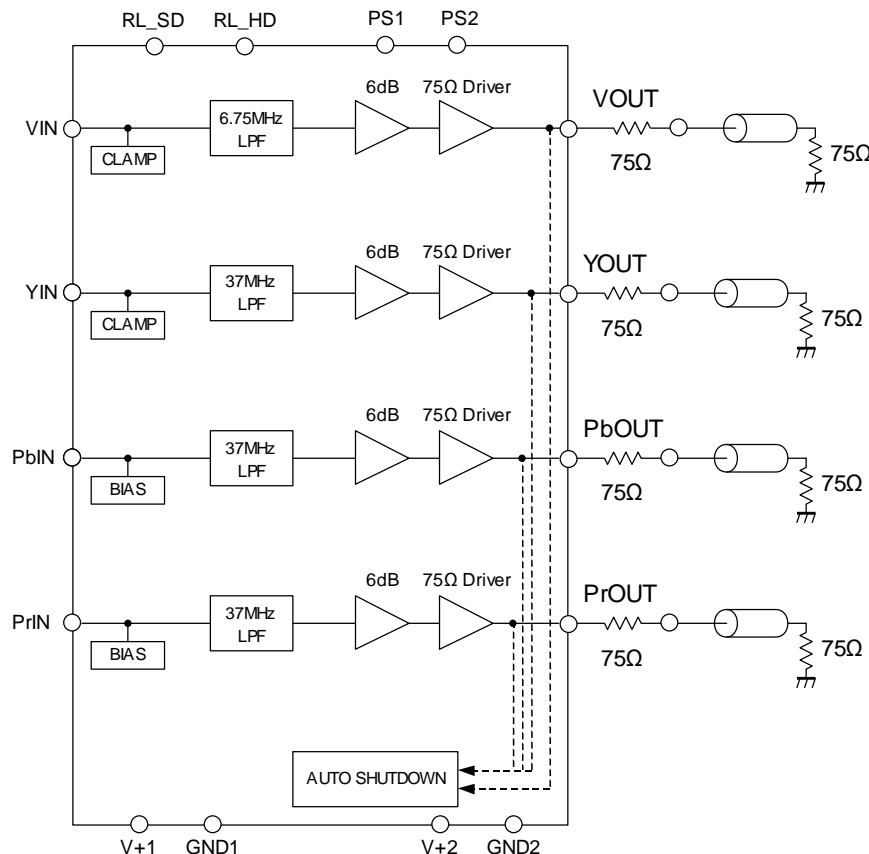 RL_SD
RL_HD
PS1
PS2
VIN
CLAMP
6.75MHz
LPF
6dB
75Ω Driver
VOUT
75Ω
75Ω
YIN
CLAMP
37MHz
LPF
6dB
75Ω Driver
YOUT
75Ω
75Ω
PbIN
BIAS
37MHz
LPF
6dB
75Ω Driver
PbOUT
75Ω
75Ω
PrIN
BIAS
37MHz
LPF
6dB
75Ω Driver
PrOUT
75Ω
75Ω
AUTO SHUTDOWN
V+1
GND1
V+2
GND2